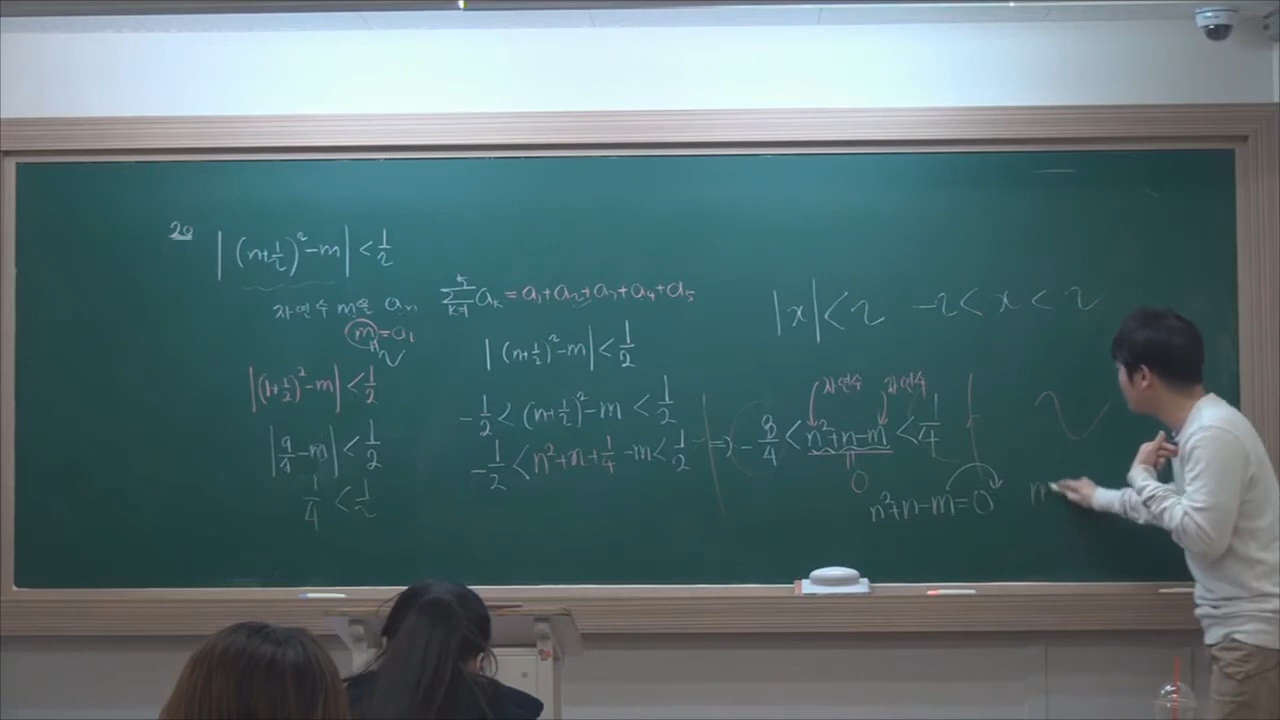 20
|(n+1/2)²-m|<1/2
자연수 m을 aₙ
m=a₁
2
|(1+1/2)²-m|<1/2
|9/4-m|<1/2
1/4<1/2
5∑k=1 aₖ=a₁+a₂+a₃+a₄+a₅
|(n+1/2)²-m|<1/2
-1/2<(n+1/2)²-m<1/2
-1/2<n²+n+1/4-m<1/2
|x|<2 -2<x<2
자연수 자연수
⇒ -3/4<n²+n-m<1/4
0
n²+n-m=0